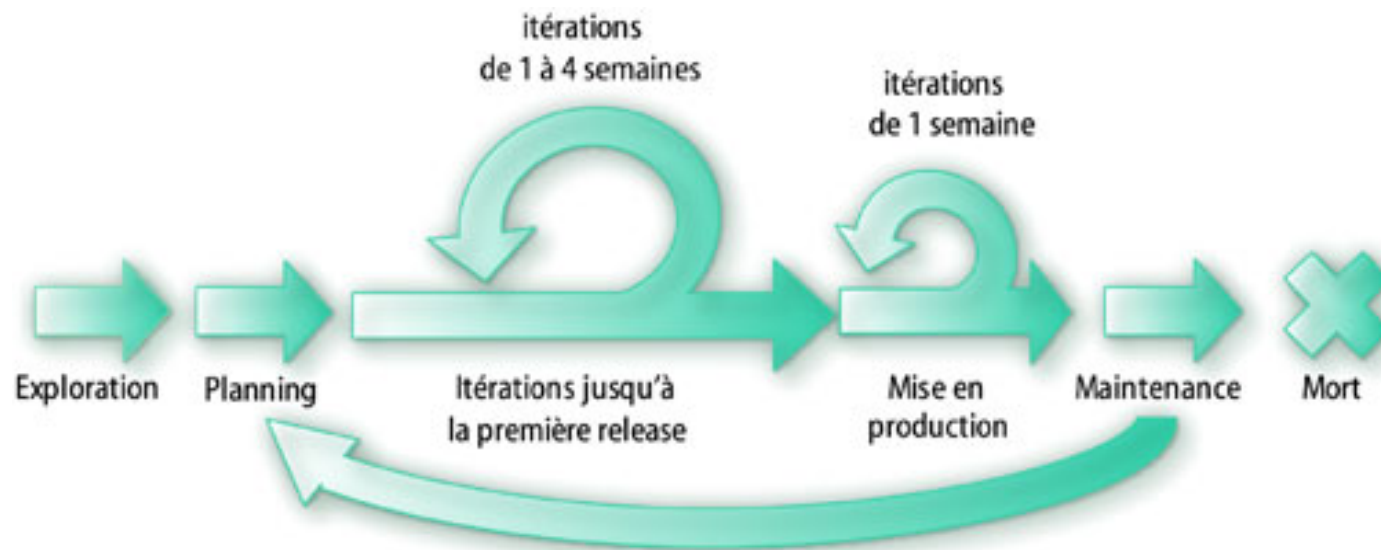 itérations
de 1 à 4 semaines
itérations
de 1 semaine
Exploration
Planning
Itérations jusqu'à
la première release
Mise en
production
Maintenance
Mort